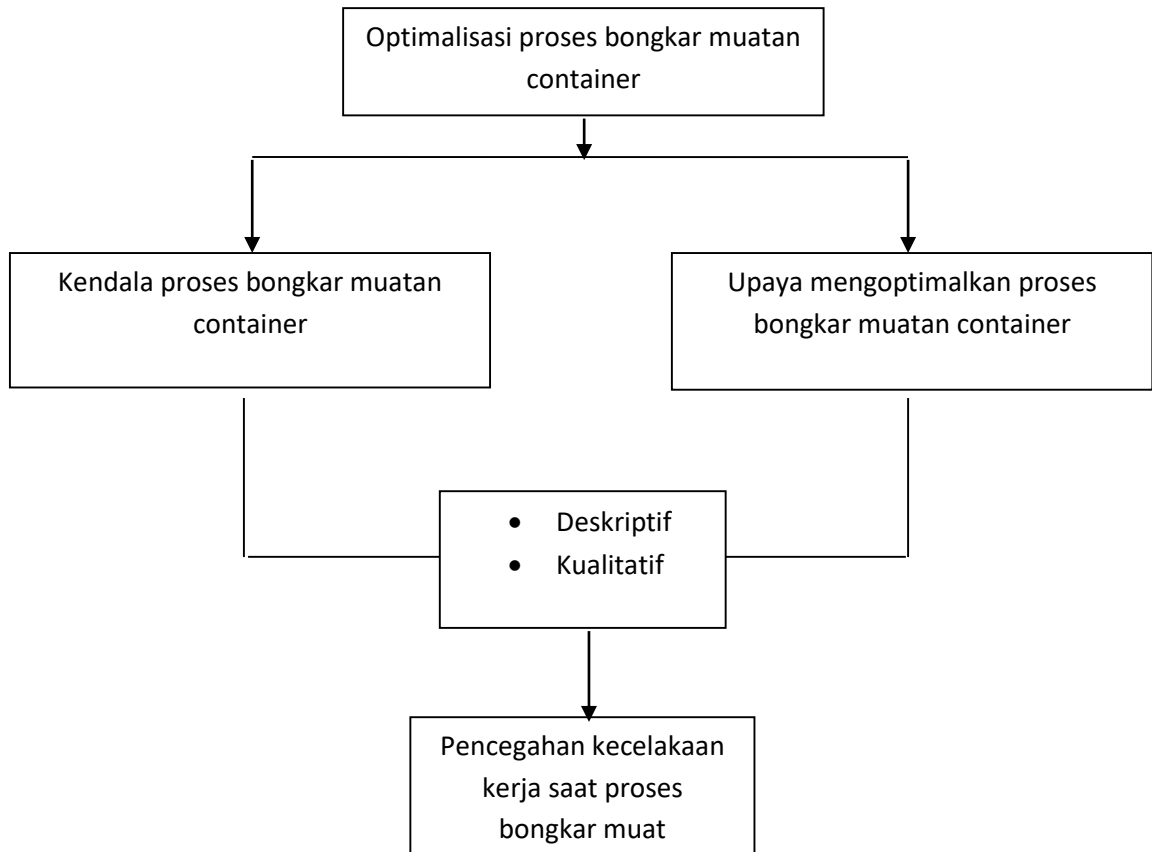 Optimalisasi proses bongkar muatan
container
Kendala proses bongkar muatan
container
Upaya mengoptimalkan proses
bongkar muatan container
• Deskriptif
• Kualitatif
Pencegahan kecelakaan
kerja saat proses
bongkar muat